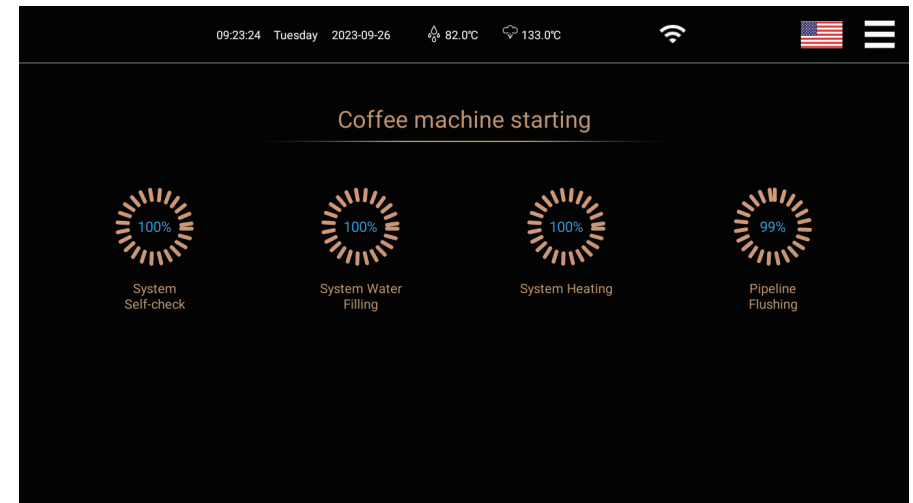 09:23:24 Tuesday 2023-09-26 82.0℃ 133.0℃
Coffee machine starting
100% 100% 100% 99%
System Self-check
System Water Filling
System Heating
Pipeline Flushing